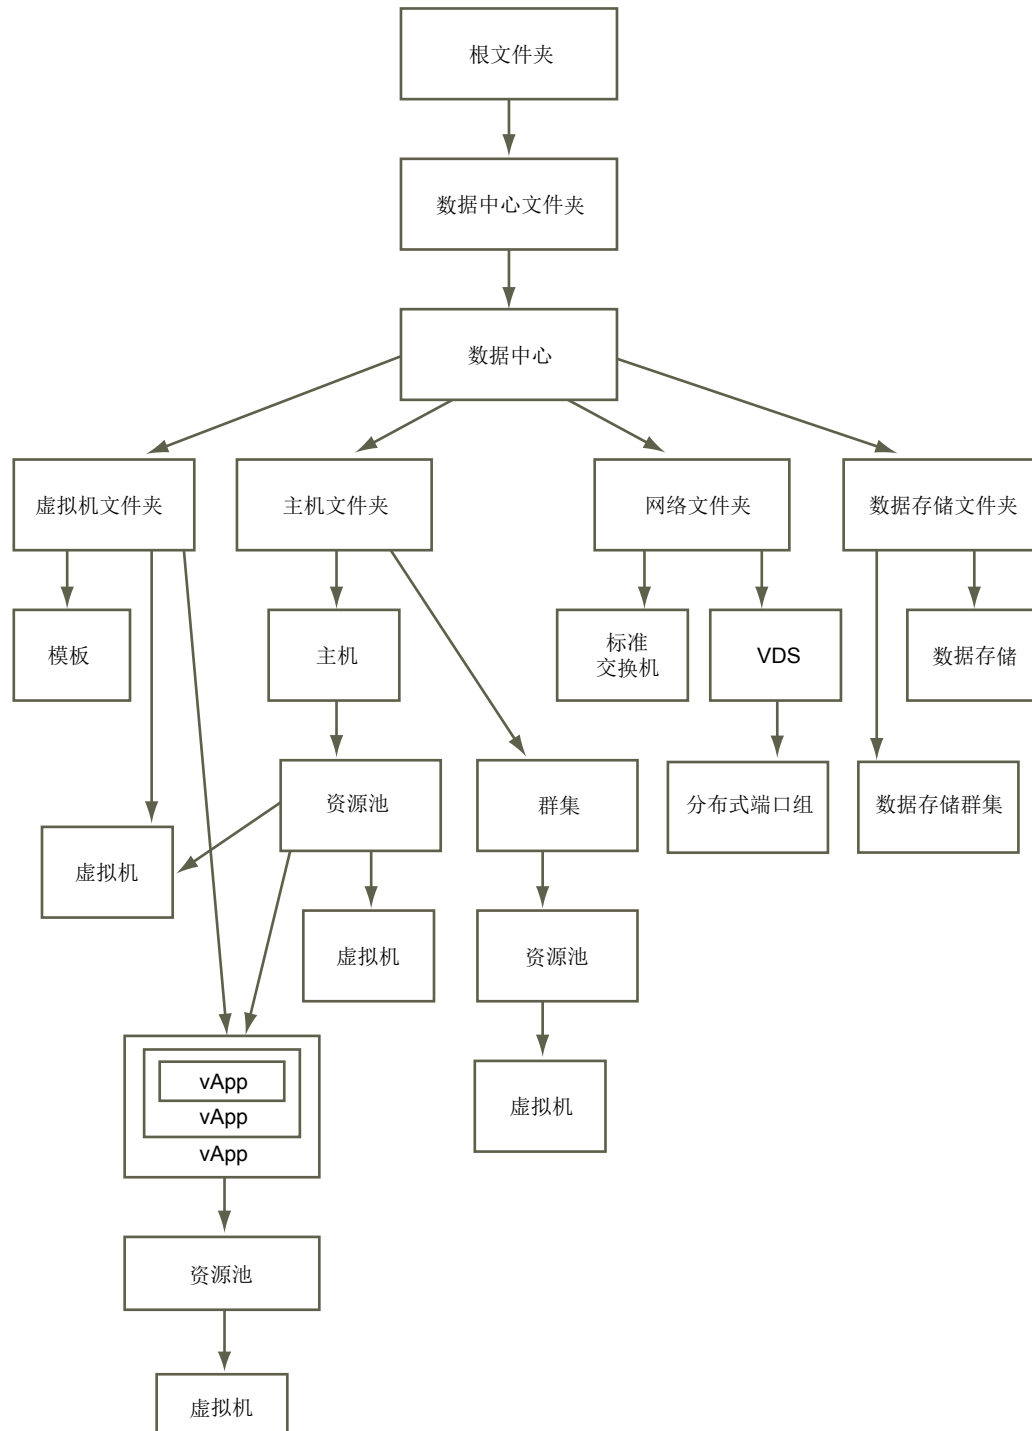 根文件夹
数据中心文件夹
数据中心
虚拟机文件夹
主机文件夹
网络文件夹
数据存储文件夹
模板
主机
标准
交换机
VDS
数据存储
资源池
群集
分布式端口组
数据存储群集
虚拟机
虚拟机
资源池
vApp
vApp
vApp
虚拟机
资源池
虚拟机